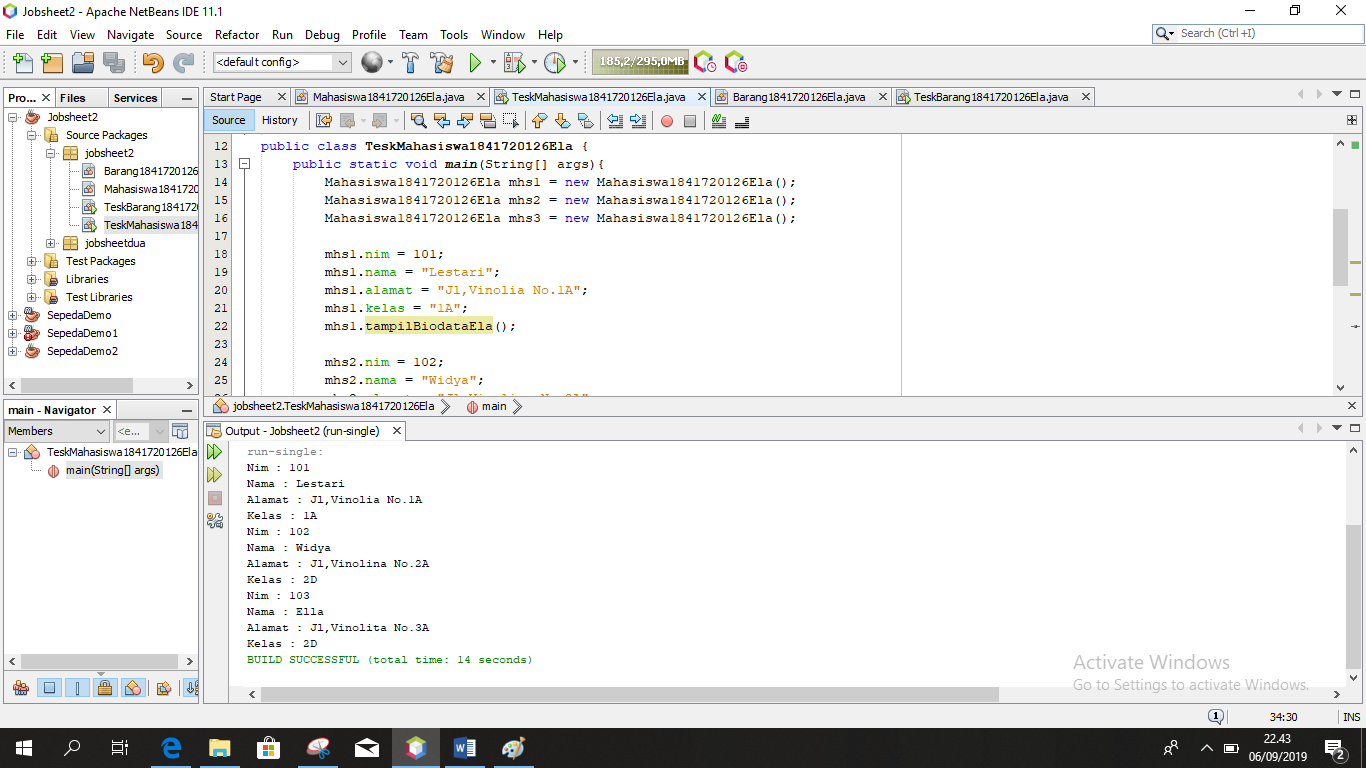 Jobsheet2 - Apache NetBeans IDE 11.1
File Edit View Navigate Source Refactor Run Debug Profile Team Tools Window Help
Search (Ctrl+I)
<default config>
185,2/295,0MB
Pro... Files Services
Jobsheet2
Source Packages
jobsheet2
Barang1841720126
Mahasiswa1841720
TeskBarang184172
TeskMahasiswa184
jobsheetdua
Test Packages
Libraries
Test Libraries
SepedaDemo
SepedaDemo1
SepedaDemo2
main - Navigator
Members <e...
TeskMahasiswa1841720126Ela
main(String[] args)
Start Page Mahasiswa1841720126Ela.java TeskMahasiswa1841720126Ela.java Barang1841720126Ela.java TeskBarang1841720126Ela.java
Source History
12 public class TeskMahasiswa1841720126Ela {
13 public static void main(String[] args){
14 Mahasiswa1841720126Ela mhs1 = new Mahasiswa1841720126Ela();
15 Mahasiswa1841720126Ela mhs2 = new Mahasiswa1841720126Ela();
16 Mahasiswa1841720126Ela mhs3 = new Mahasiswa1841720126Ela();
17
18 mhs1.nim = 101;
19 mhs1.nama = "Lestari";
20 mhs1.alamat = "Jl,Vinolia No.1A";
21 mhs1.kelas = "1A";
22 mhs1.tampilBiodataEla();
23
24 mhs2.nim = 102;
25 mhs2.nama = "Widya";
jobsheet2.TeskMahasiswa1841720126Ela main
Output - Jobsheet2 (run-single)
run-single:
Nim : 101
Nama : Lestari
Alamat : Jl,Vinolia No.1A
Kelas : 1A
Nim : 102
Nama : Widya
Alamat : Jl,Vinolina No.2A
Kelas : 2D
Nim : 103
Nama : Ella
Alamat : Jl,Vinolita No.3A
Kelas : 2D
BUILD SUCCESSFUL (total time: 14 seconds)
Activate Windows
Go to Settings to activate Windows.
1 34:30 INS
22.43
06/09/2019
2